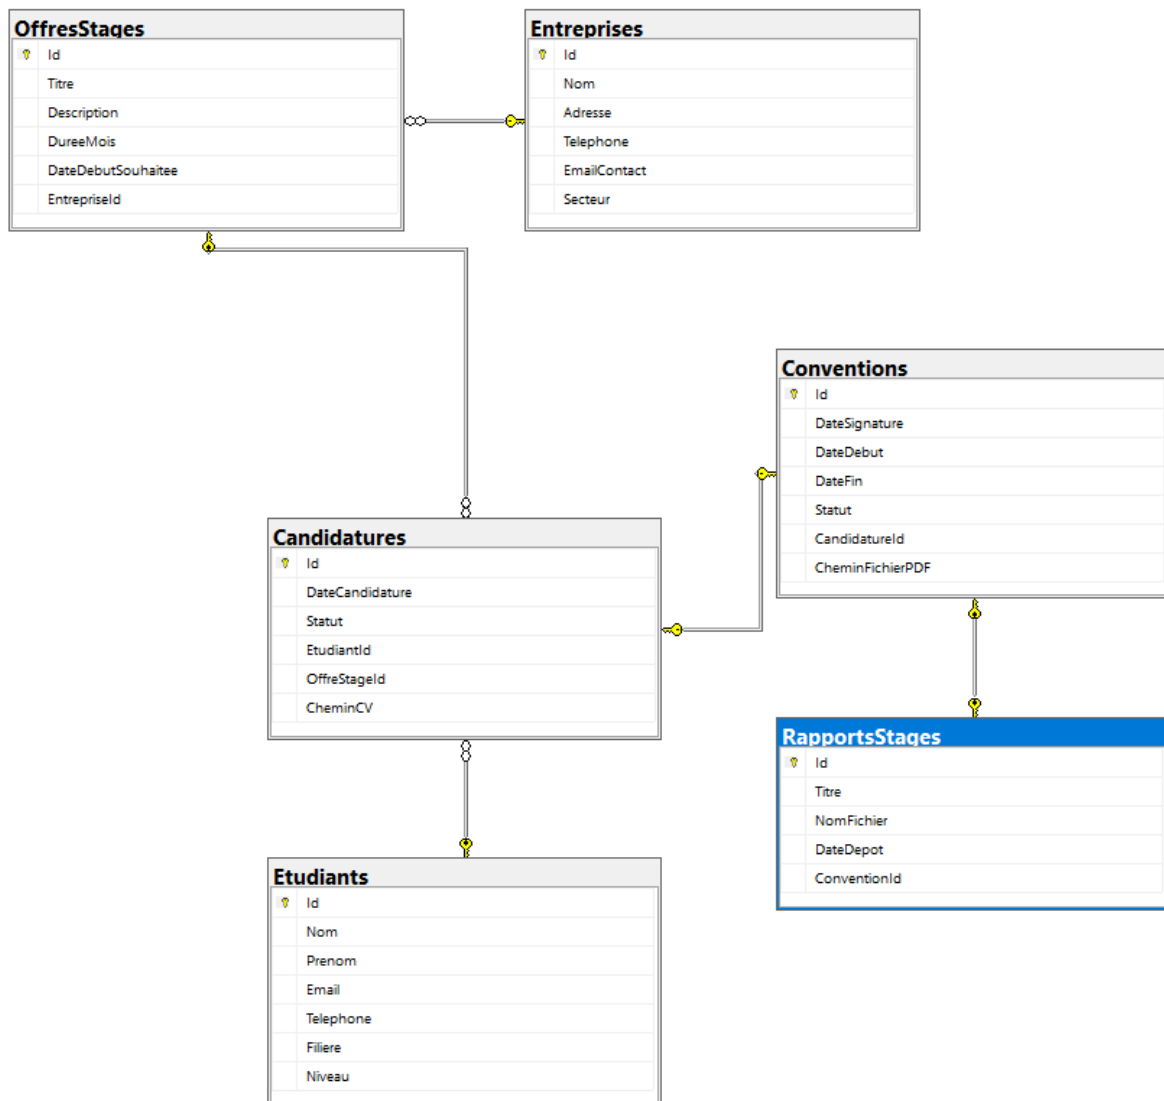 OffresStages
Id
Titre
Description
DureeMois
DateDebutSouhaitee
EntrepriseId
Entreprises
Id
Nom
Adresse
Telephone
EmailContact
Secteur
Conventions
Id
DateSignature
DateDebut
DateFin
Statut
CandidatureId
CheminFichierPDF
Candidatures
Id
DateCandidature
Statut
EtudiantId
OffreStageId
CheminCV
RapportsStages
Id
Titre
NomFichier
DateDepot
ConventionId
Etudiants
Id
Nom
Prenom
Email
Telephone
Filiere
Niveau